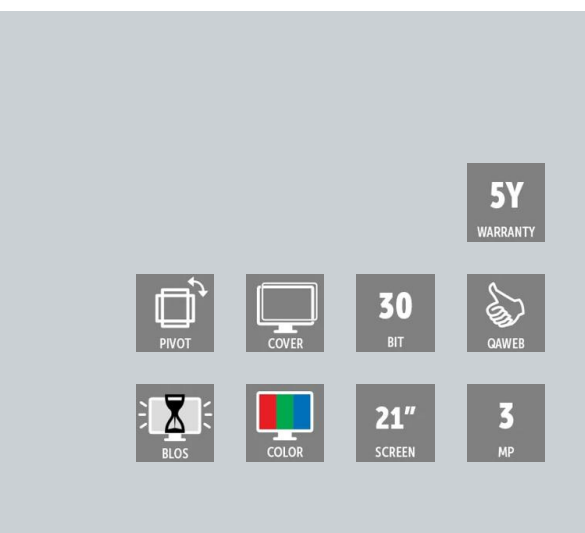 5Y
WARRANTY
PIVOT
COVER
30
BIT
QAWEB
BLOS
COLOR
21"
SCREEN
3
MP